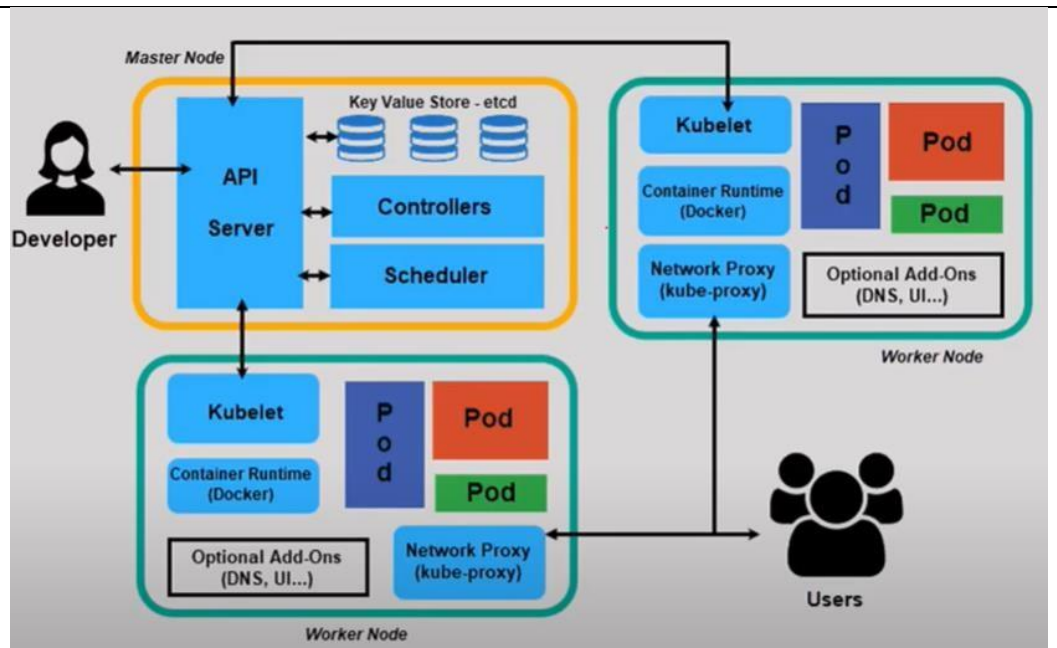 Master Node
Key Value Store - etcd
API
Server
Controllers
Scheduler
Developer
Kubelet
Container Runtime
(Docker)
Network Proxy
(kube-proxy)
P
o
d
Pod
Pod
Optional Add-Ons
(DNS, UI...)
Worker Node
Kubelet
Container Runtime
(Docker)
P
o
d
Pod
Pod
Optional Add-Ons
(DNS, UI...)
Network Proxy
(kube-proxy)
Worker Node
Users